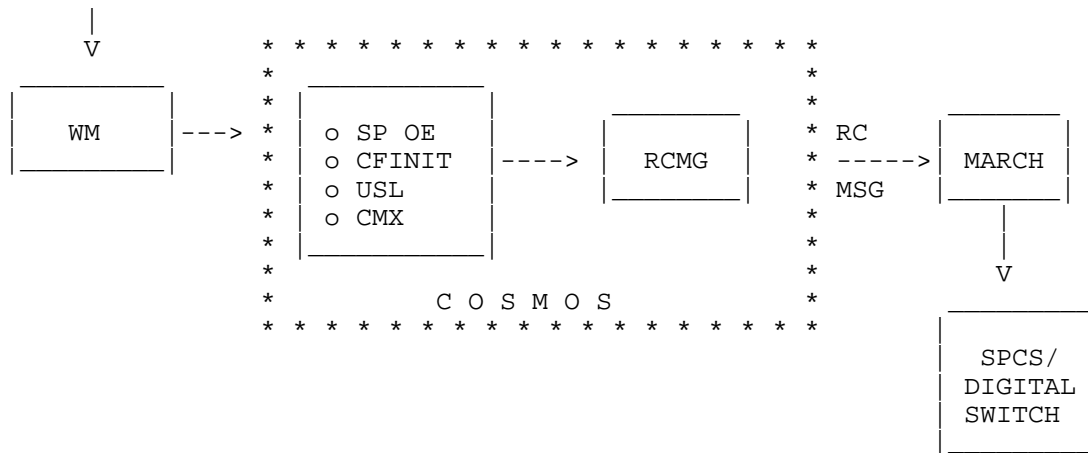 WM
SP OE
CFINIT
USL
CMX
RCMG
RC
MSG
MARCH
C O S M O S
SPCS/
DIGITAL
SWITCH